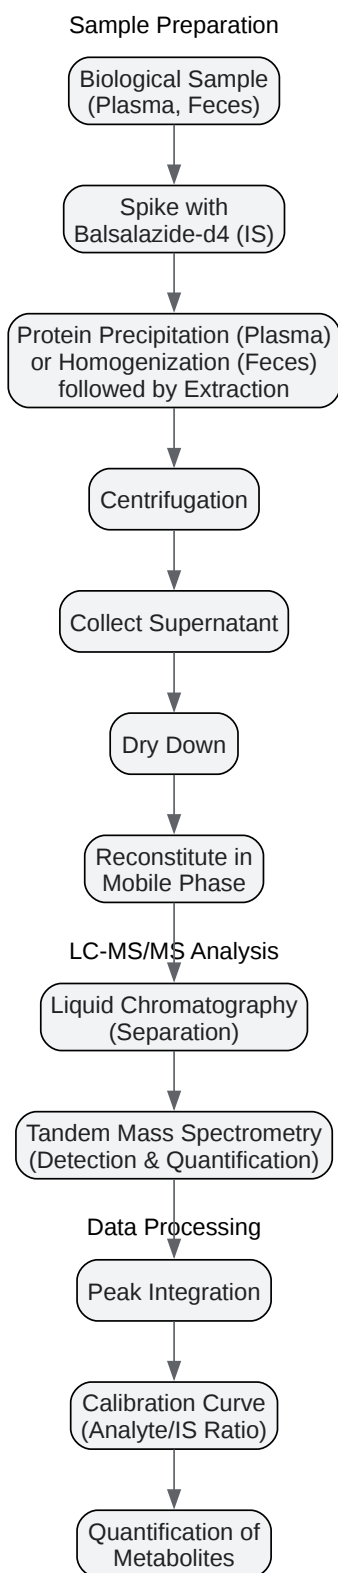 Sample Preparation
Biological Sample
(Plasma, Feces)
Spike with
Balsalazide-d4 (IS)
Protein Precipitation (Plasma)
or Homogenization (Feces)
followed by Extraction
Centrifugation
Collect Supernatant
Dry Down
Reconstitute in
Mobile Phase
LC-MS/MS Analysis
Liquid Chromatography
(Separation)
Tandem Mass Spectrometry
(Detection & Quantification)
Data Processing
Peak Integration
Calibration Curve
(Analyte/IS Ratio)
Quantification of
Metabolites